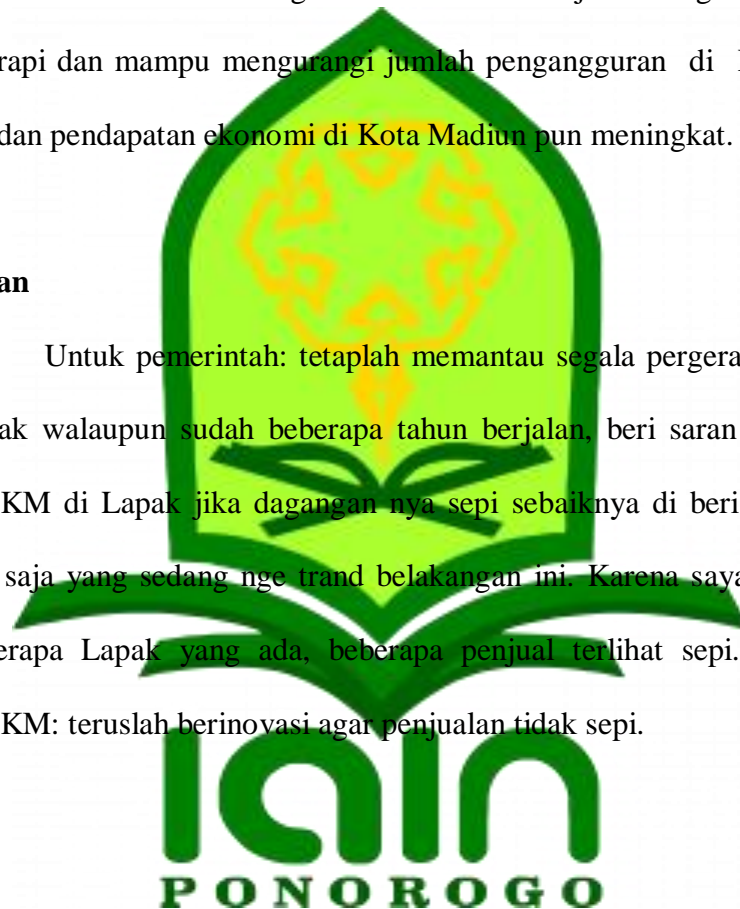 rapi dan mampu mengurangi jumlah pengangguran di
dan pendapatan ekonomi di Kota Madiun pun meningkat.
an
Untuk pemerintah: tetaplah memantau segala pergera
ak walaupun sudah beberapa tahun berjalan, beri saran
KM di Lapak jika dagangan nya sepi sebaiknya di beri
saja yang sedang nge trand belakangan ini. Karena saya
erapa Lapak yang ada, beberapa penjual terlihat sepi.
KM: teruslah berinovasi agar penjualan tidak sepi.
iain
PONOROGO